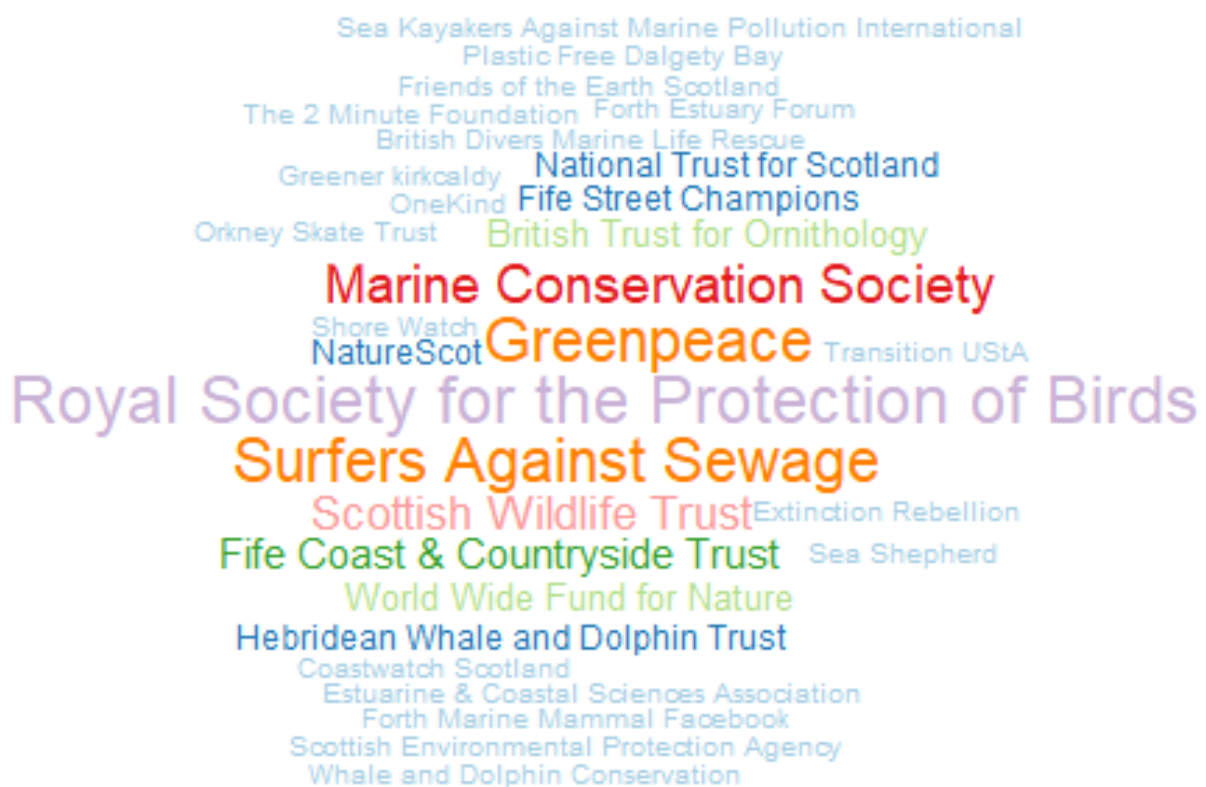 Sea Kayakers Against Marine Pollution International
Plastic Free Dalgety Bay
Friends of the Earth Scotland
The 2 Minute Foundation Forth Estuary Forum
British Divers Marine Life Rescue
National Trust for Scotland
Greener kirkcaldy
OneKind Fife Street Champions
Orkney Skate Trust British Trust for Ornithology
Marine Conservation Society
Shore Watch
NatureScot Greenpeace Transition UStA
Royal Society for the Protection of Birds
Surfers Against Sewage
Scottish Wildlife Trust Extinction Rebellion
Fife Coast & Countryside Trust Sea Shepherd
World Wide Fund for Nature
Hebridean Whale and Dolphin Trust
Coastwatch Scotland
Estuarine & Coastal Sciences Association
Forth Marine Mammal Facebook
Scottish Environmental Protection Agency
Whale and Dolphin Conservation